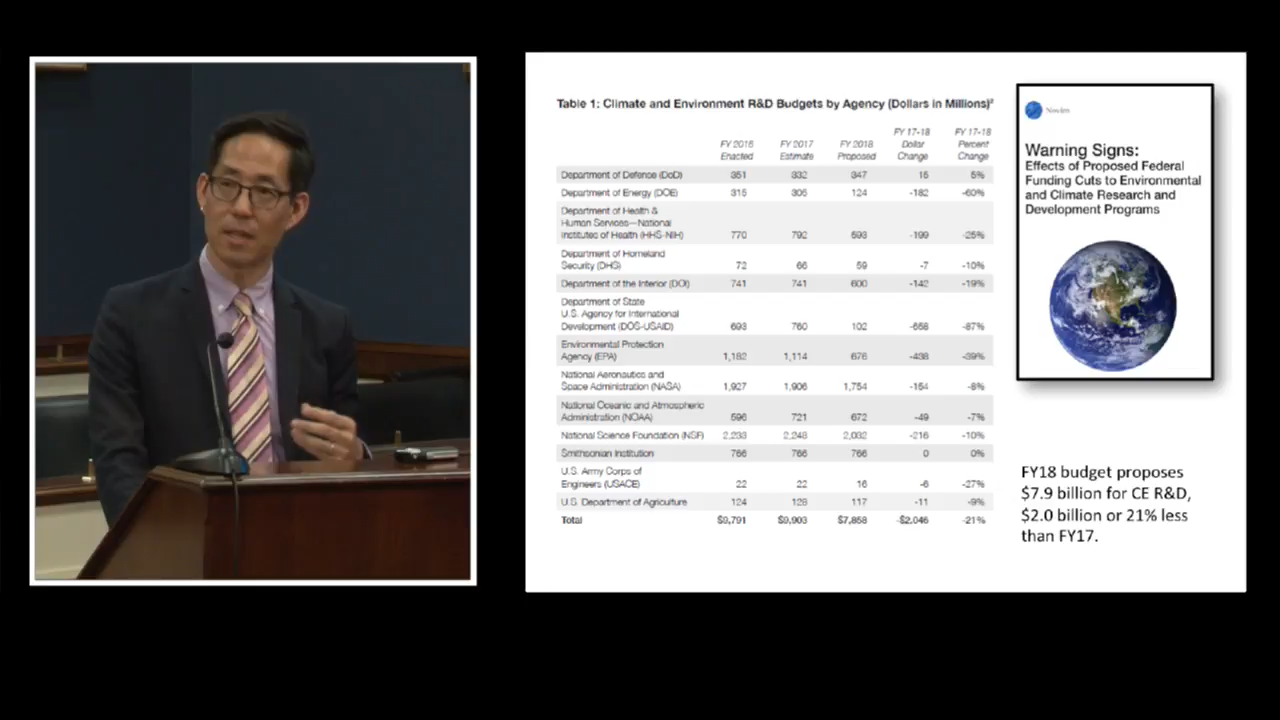 Table 1: Climate and Environment R&D Budgets by Agency (Dollars in Millions)²
FY 2016 Enacted FY 2017 Estimate FY 2018 Proposed FY 17-18 Dollar Change FY 17-18 Percent Change
Department of Defence (DoD) 351 332 347 15 5%
Department of Energy (DOE) 315 305 124 -182 -60%
Department of Health &
Human Services—National
Institutes of Health (HHS-NIH) 770 792 593 -199 -25%
Department of Homeland
Security (DHS) 72 66 59 -7 -10%
Department of the Interior (DOI) 741 741 600 -142 -19%
Department of State
U.S. Agency for International
Development (DOS-USAID) 693 760 102 -658 -87%
Environmental Protection
Agency (EPA) 1,182 1,114 676 -438 -39%
National Aeronautics and
Space Administration (NASA) 1,927 1,906 1,754 -154 -8%
National Oceanic and Atmospheric
Administration (NOAA) 596 721 672 -49 -7%
National Science Foundation (NSF) 2,233 2,248 2,032 -216 -10%
Smithsonian Institution 766 766 766 0 0%
U.S. Army Corps of
Engineers (USACE) 22 22 16 -6 -27%
U.S. Department of Agriculture 124 128 117 -11 -9%
Total $9,791 $9,903 $7,858 -$2,046 -21%
Novim
Warning Signs:
Effects of Proposed Federal
Funding Cuts to Environmental
and Climate Research and
Development Programs
FY18 budget proposes
$7.9 billion for CE R&D,
$2.0 billion or 21% less
than FY17.